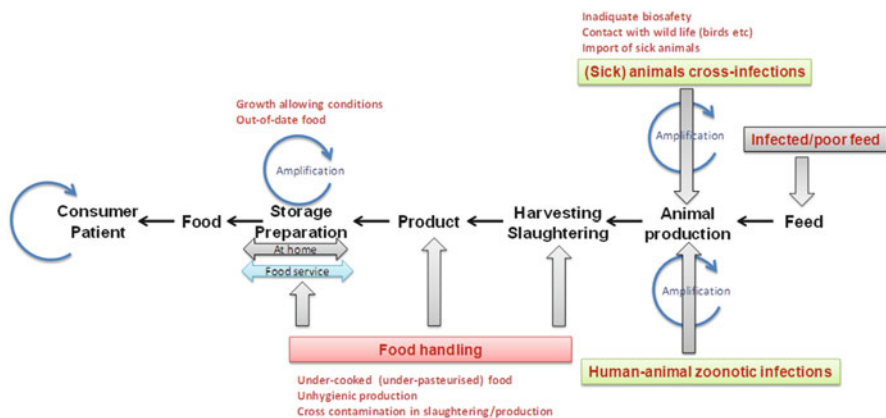 Inadiquate biosafety
Contact with wild life (birds etc)
Import of sick animals
(Sick) animals cross-infections
Growth allowing conditions
Out-of-date food
Amplification
Amplification
Infected/poor feed
Consumer
Patient
Food
Storage
Preparation
Product
Harvesting
Slaughtering
Animal
production
Feed
At home
Food service
Amplification
Food handling
Human-animal zoonotic infections
Under-cooked (under-pasteurised) food
Unhygienic production
Cross contamination in slaughtering/production